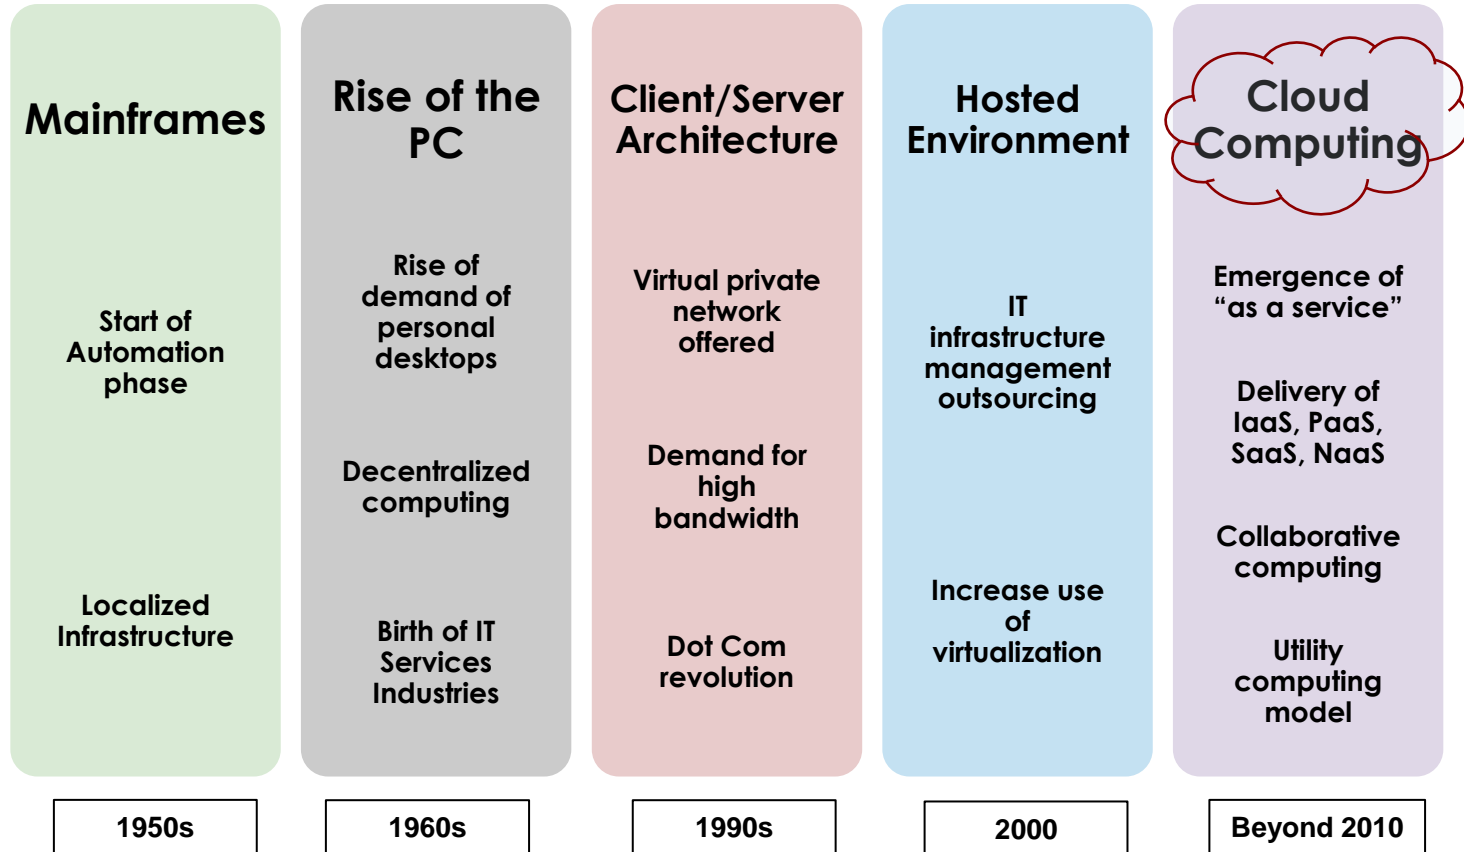 Mainframes
Start of
Automation
phase
Localized
Infrastructure
1950s
Rise of the
PC
Rise of
demand of
personal
desktops
Decentralized
computing
Birth of IT
Services
Industries
1960s
Client/Server
Architecture
Virtual private
network
offered
Demand for
high
bandwidth
Dot Com
revolution
1990s
Hosted
Environment
IT
infrastructure
management
outsourcing
Increase use
of
virtualization
2000
Cloud
Computing
Emergence of
“as a service”
Delivery of
IaaS, PaaS,
SaaS, NaaS
Collaborative
computing
Utility
computing
model
Beyond 2010